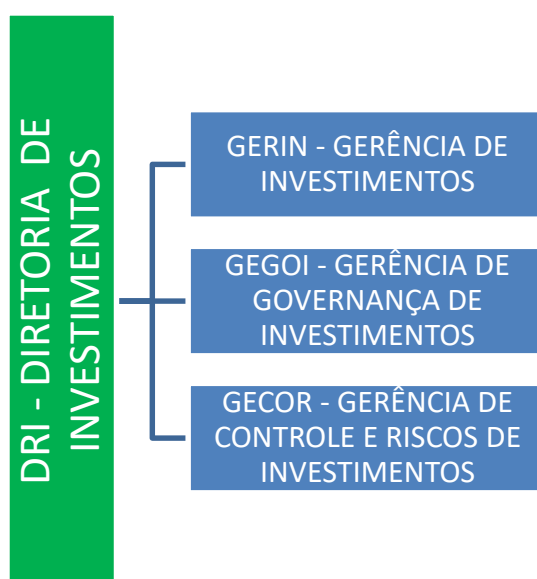 DRI - DIRETORIA DE
INVESTIMENTOS
GERIN - GERÊNCIA DE
INVESTIMENTOS
GEGOI - GERÊNCIA DE
GOVERNANÇA DE
INVESTIMENTOS
GECOR - GERÊNCIA DE
CONTROLE E RISCOS DE
INVESTIMENTOS